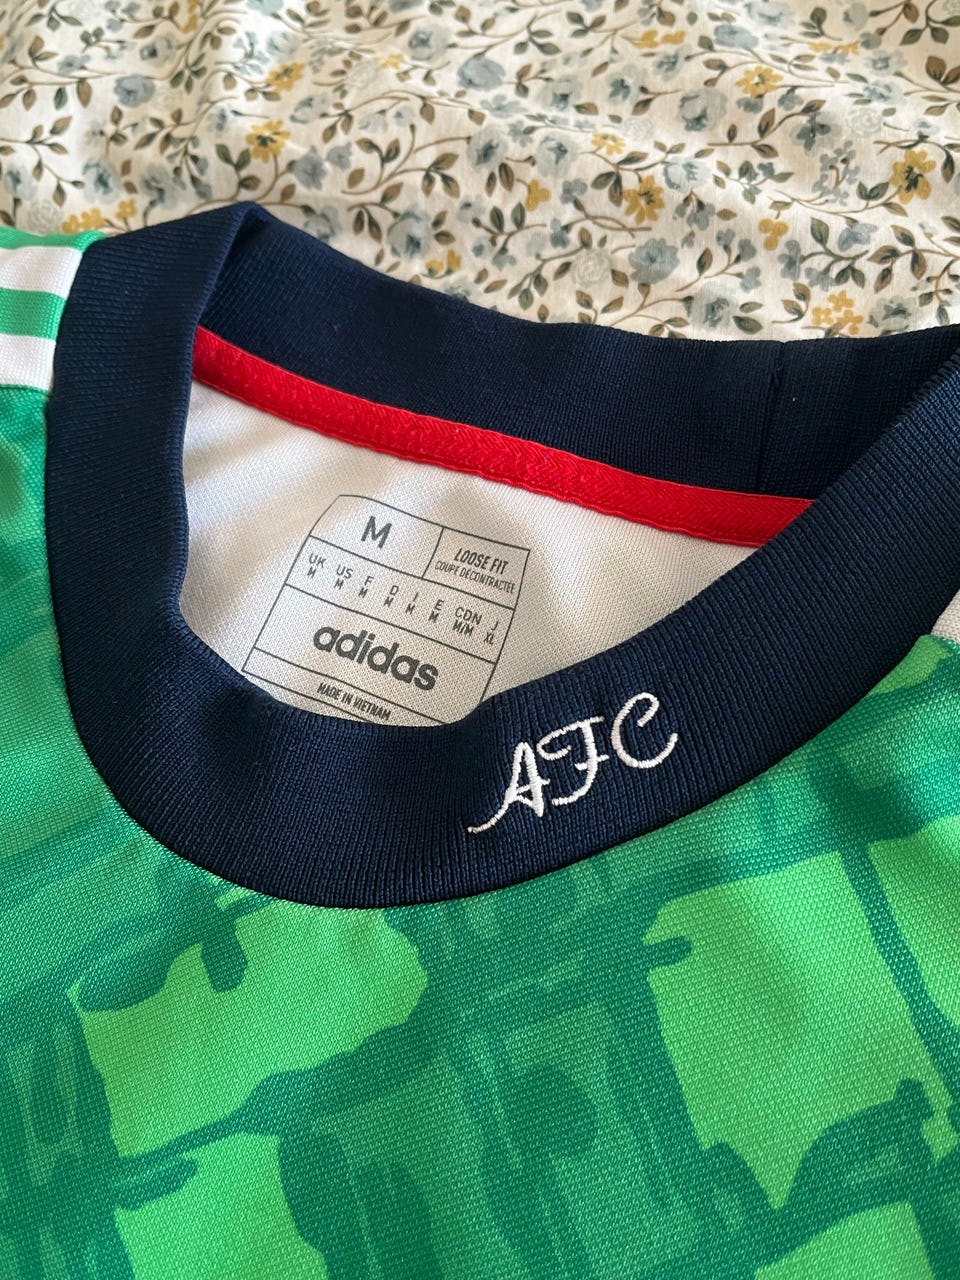 M
LOOSE FIT
COUPE DÉCONTRACTÉE
UK US F D I E CDN J
M M M M M M M/M XL
adidas
MADE IN VIETNAM
AFC